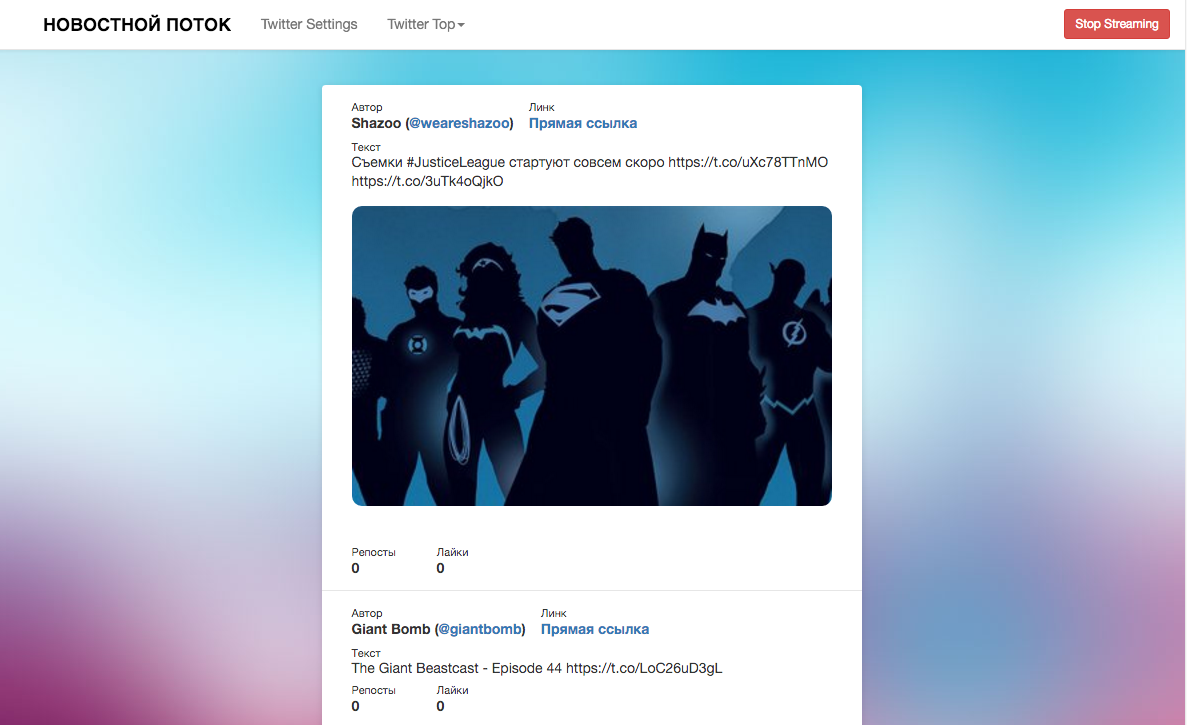 НОВОСТНОЙ ПОТОК Twitter Settings Twitter Top Stop Streaming
Автор Линк
Shazoo (@weareshazoo) Прямая ссылка
Текст
Съемки #JusticeLeague стартуют совсем скоро https://t.co/uXc78TTnMO
https://t.co/3uTk4oQjkO
Репосты Лайки
0 0
Автор Линк
Giant Bomb (@giantbomb) Прямая ссылка
Текст
The Giant Beastcast - Episode 44 https://t.co/LoC26uD3gL
Репосты Лайки
0 0